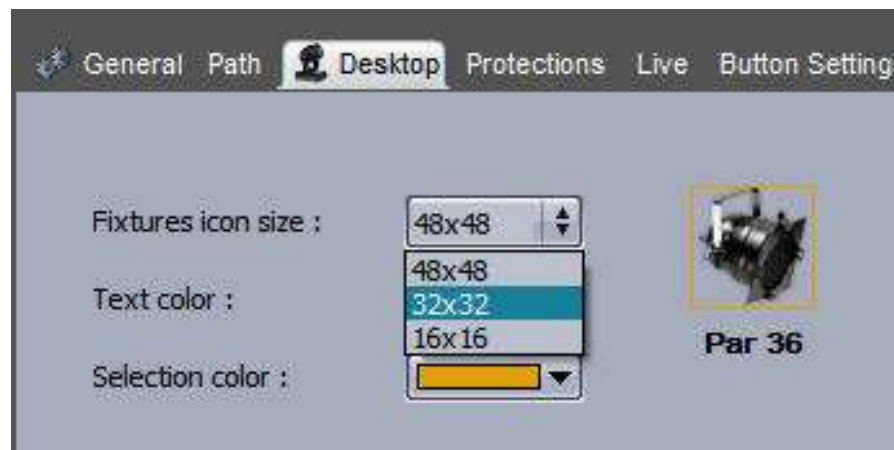 General Path Desktop Protections Live Button Setting
Fixtures icon size : 48x48
48x48
Text color : 32x32
16x16
Par 36
Selection color :